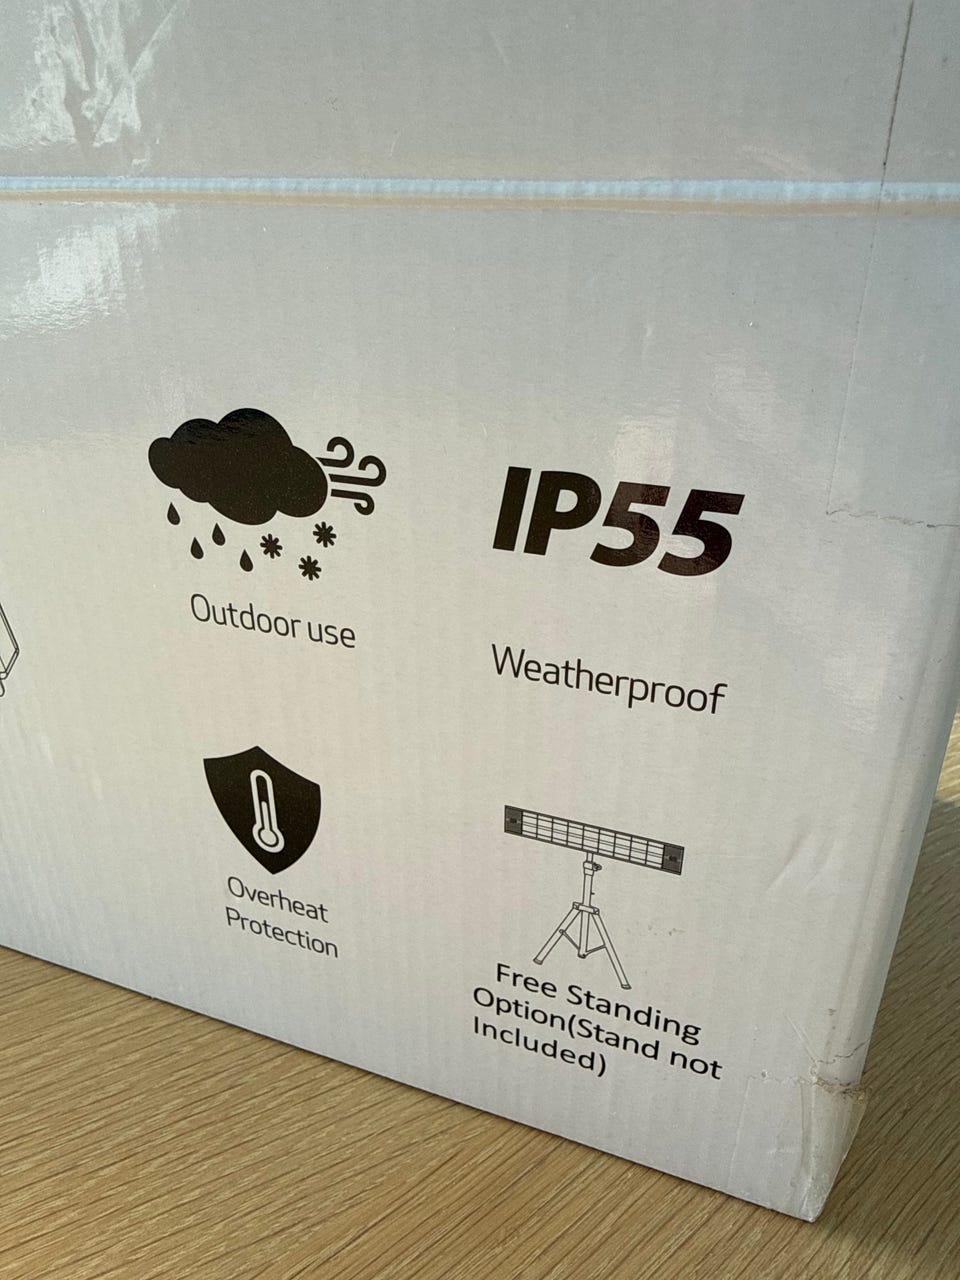 Outdoor use
IP55
Weatherproof
Overheat
Protection
Free Standing
Option(Stand not
Included)